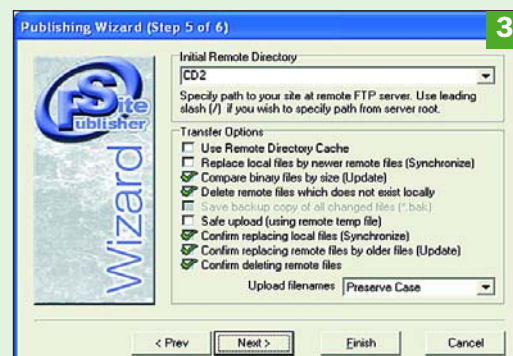 Publishing Wizard (Step 5 of 6)
3
FSite
Publisher
Wizard
Initial Remote Directory
CD2
Specify path to your site at remote FTP server. Use leading
slash (/) if you wish to specify path from server root.
Transfer Options
Use Remote Directory Cache
Replace local files by newer remote files (Synchronize)
Compare binary files by size (Update)
Delete remote files which does not exist locally
Save backup copy of all changed files (*.bak)
Safe upload (using remote temp file)
Confirm replacing local files (Synchronize)
Confirm replacing remote files by older files (Update)
Confirm deleting remote files
Upload filenames Preserve Case
< Prev Next > Finish Cancel